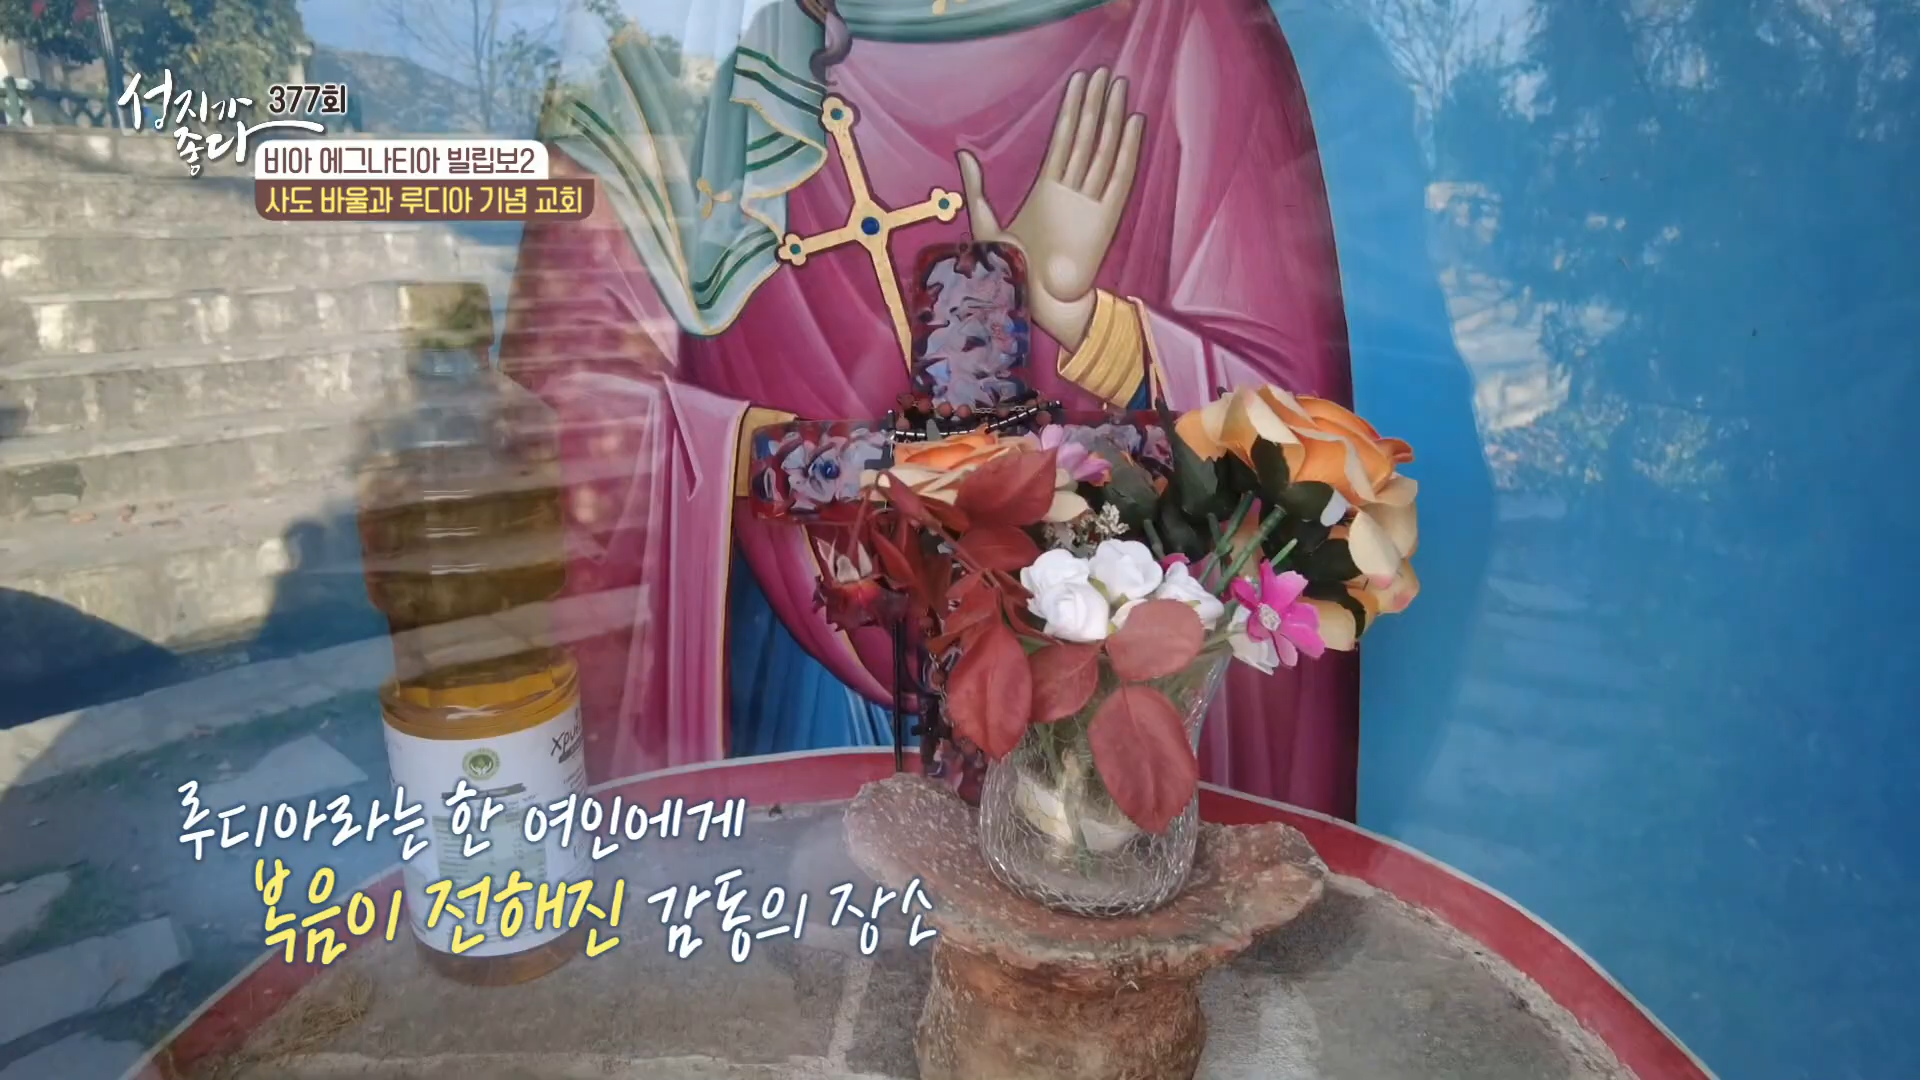 성지가 좋다 377회
비아 에그나티아 빌립보2
사도 바울과 루디아 기념 교회
루디아라는 한 여인에게
복음이 전해진 감동의 장소